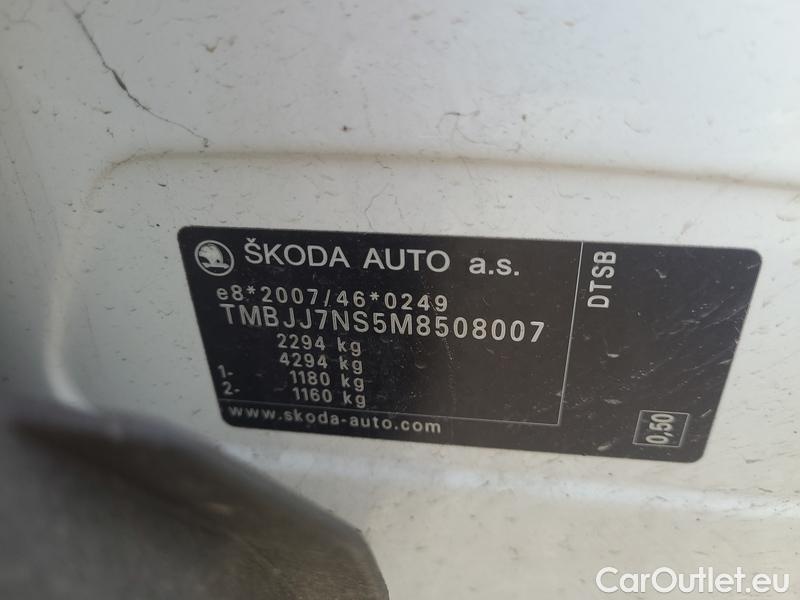 ŠKODA AUTO a.s.
e8*2007/46*0249
TMBJJ7NS5M8508007
2294 kg
4294 kg
1- 1180 kg
2- 1160 kg
www.skoda-auto.com
DTSB
0,50
CarOutlet.eu